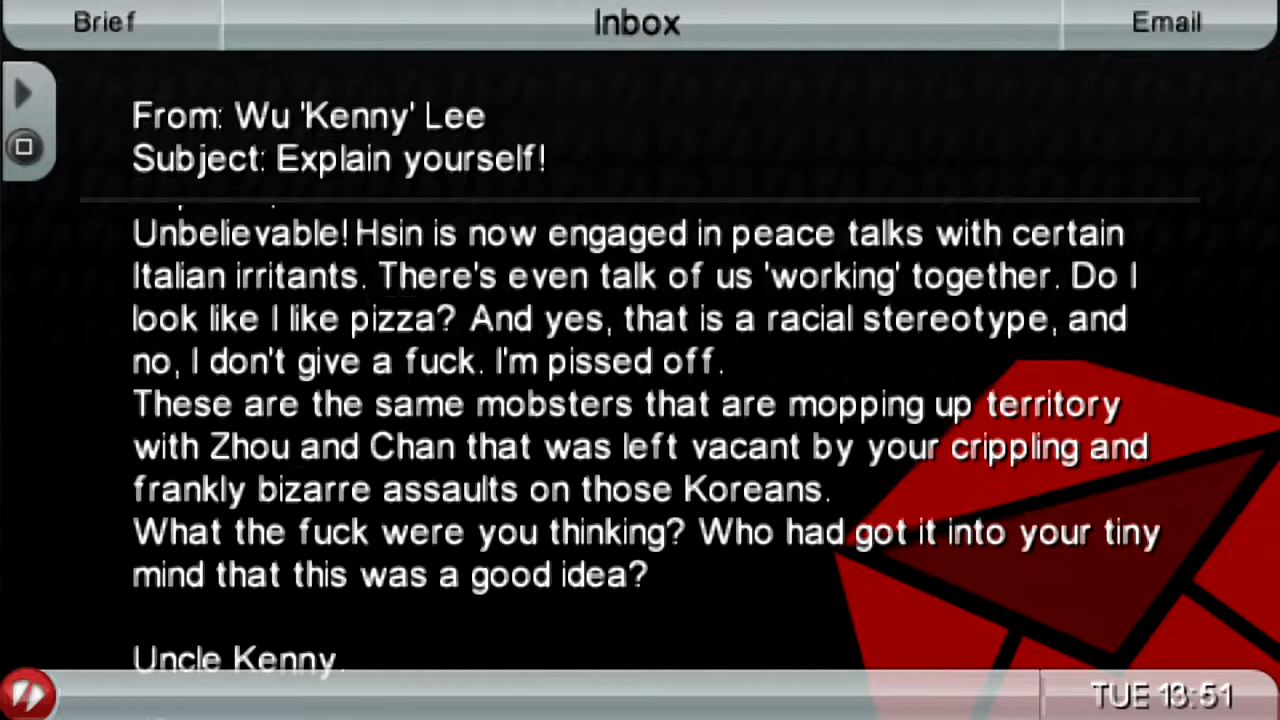 Brief Inbox Email
From: Wu 'Kenny' Lee
Subject: Explain yourself!
Unbelievable! Hsin is now engaged in peace talks with certain
Italian irritants. There's even talk of us 'working' together. Do I
look like I like pizza? And yes, that is a racial stereotype, and
no, I don't give a fuck. I'm pissed off.
These are the same mobsters that are mopping up territory
with Zhou and Chan that was left vacant by your crippling and
frankly bizarre assaults on those Koreans.
What the fuck were you thinking? Who had got it into your tiny
mind that this was a good idea?
Uncle Kenny.
TUE 13:51